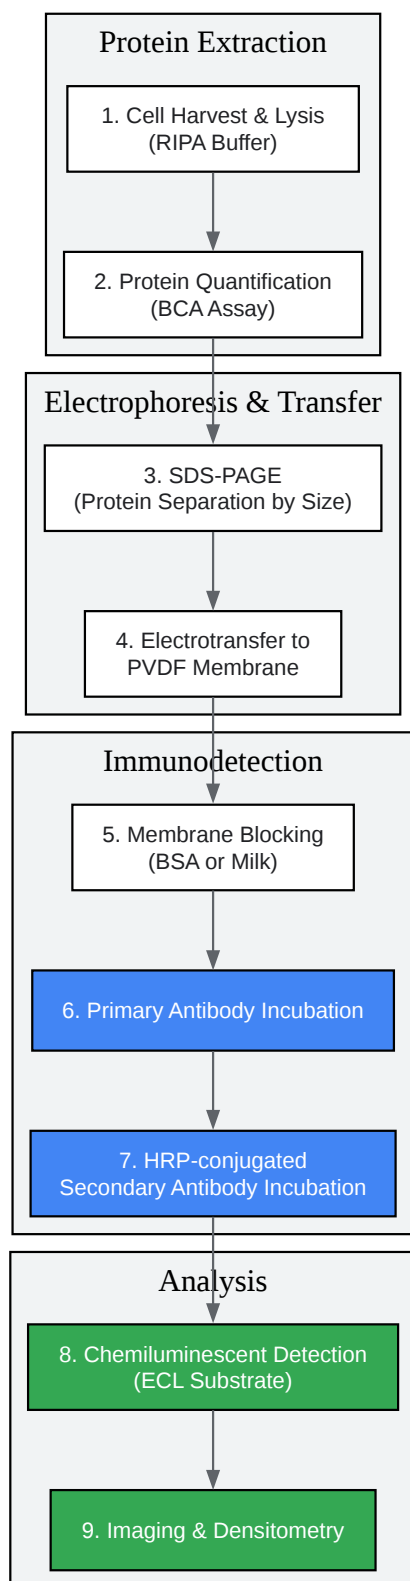 Protein Extraction
1. Cell Harvest & Lysis
(RIPA Buffer)
2. Protein Quantification
(BCA Assay)
Electrophoresis & Transfer
3. SDS-PAGE
(Protein Separation by Size)
4. Electrotransfer to
PVDF Membrane
Immunodetection
5. Membrane Blocking
(BSA or Milk)
6. Primary Antibody Incubation
7. HRP-conjugated
Secondary Antibody Incubation
Analysis
8. Chemiluminescent Detection
(ECL Substrate)
9. Imaging & Densitometry